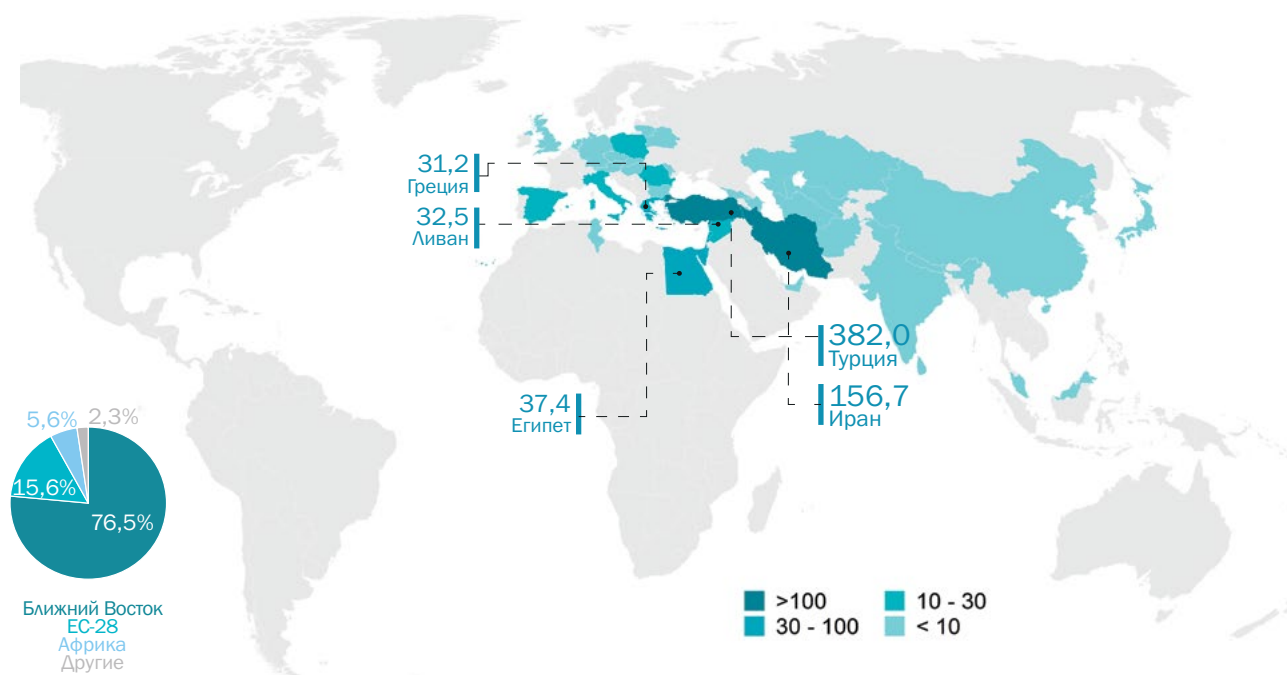 31,2
Греция
32,5
Ливан
382,0
Турция
37,4
Египет
156,7
Иран
5,6%
2,3%
15,6%
76,5%
Ближний Восток
ЕС-28
Африка
Другие
>100
10 - 30
30 - 100
< 10